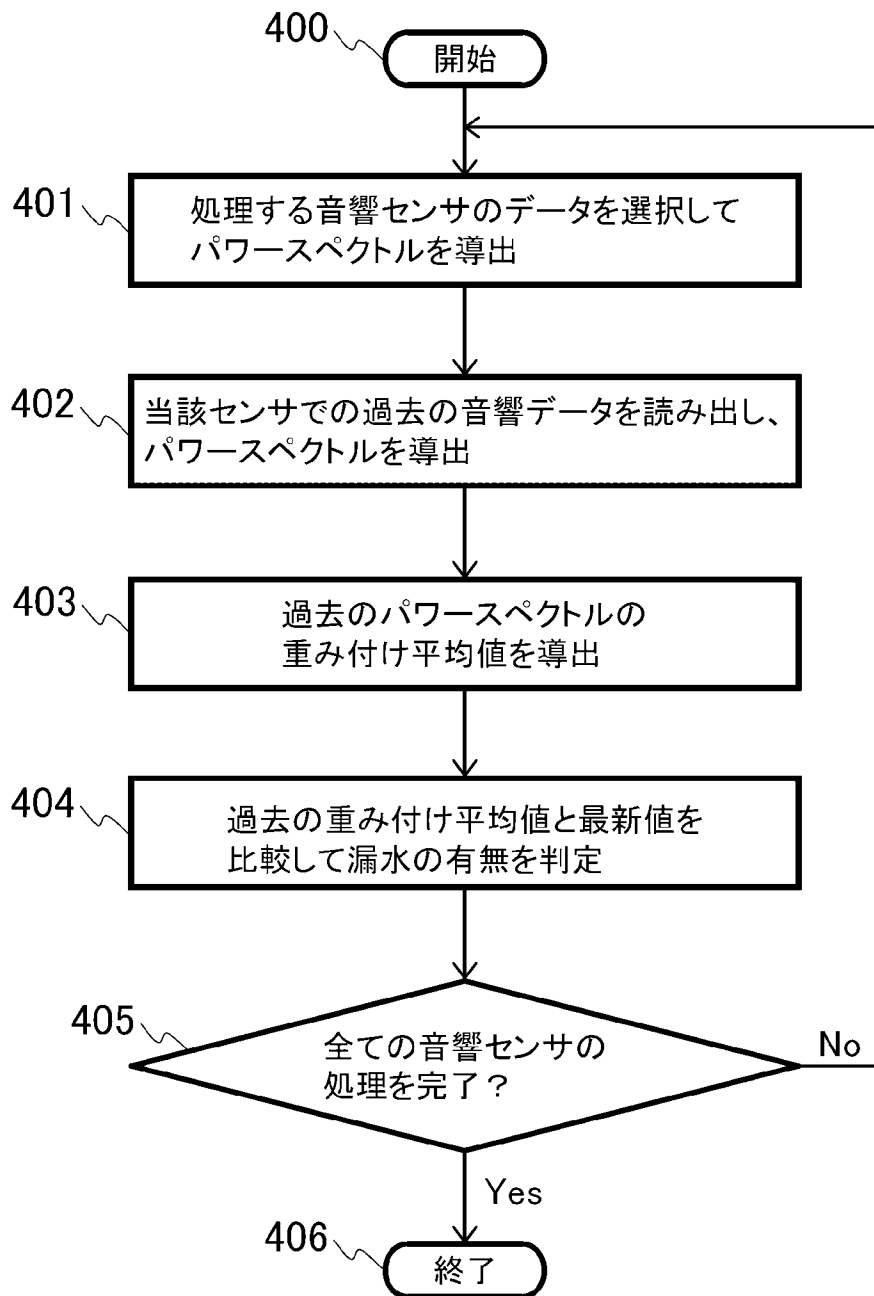 400
開始
401
処理する音響センサのデータを選択して
パワースペクトルを導出
402
当該センサでの過去の音響データを読み出し、
パワースペクトルを導出
403
過去のパワースペクトルの
重み付け平均値を導出
404
過去の重み付け平均値と最新値を
比較して漏水の有無を判定
405
全ての音響センサの
処理を完了？
No
Yes
406
終了